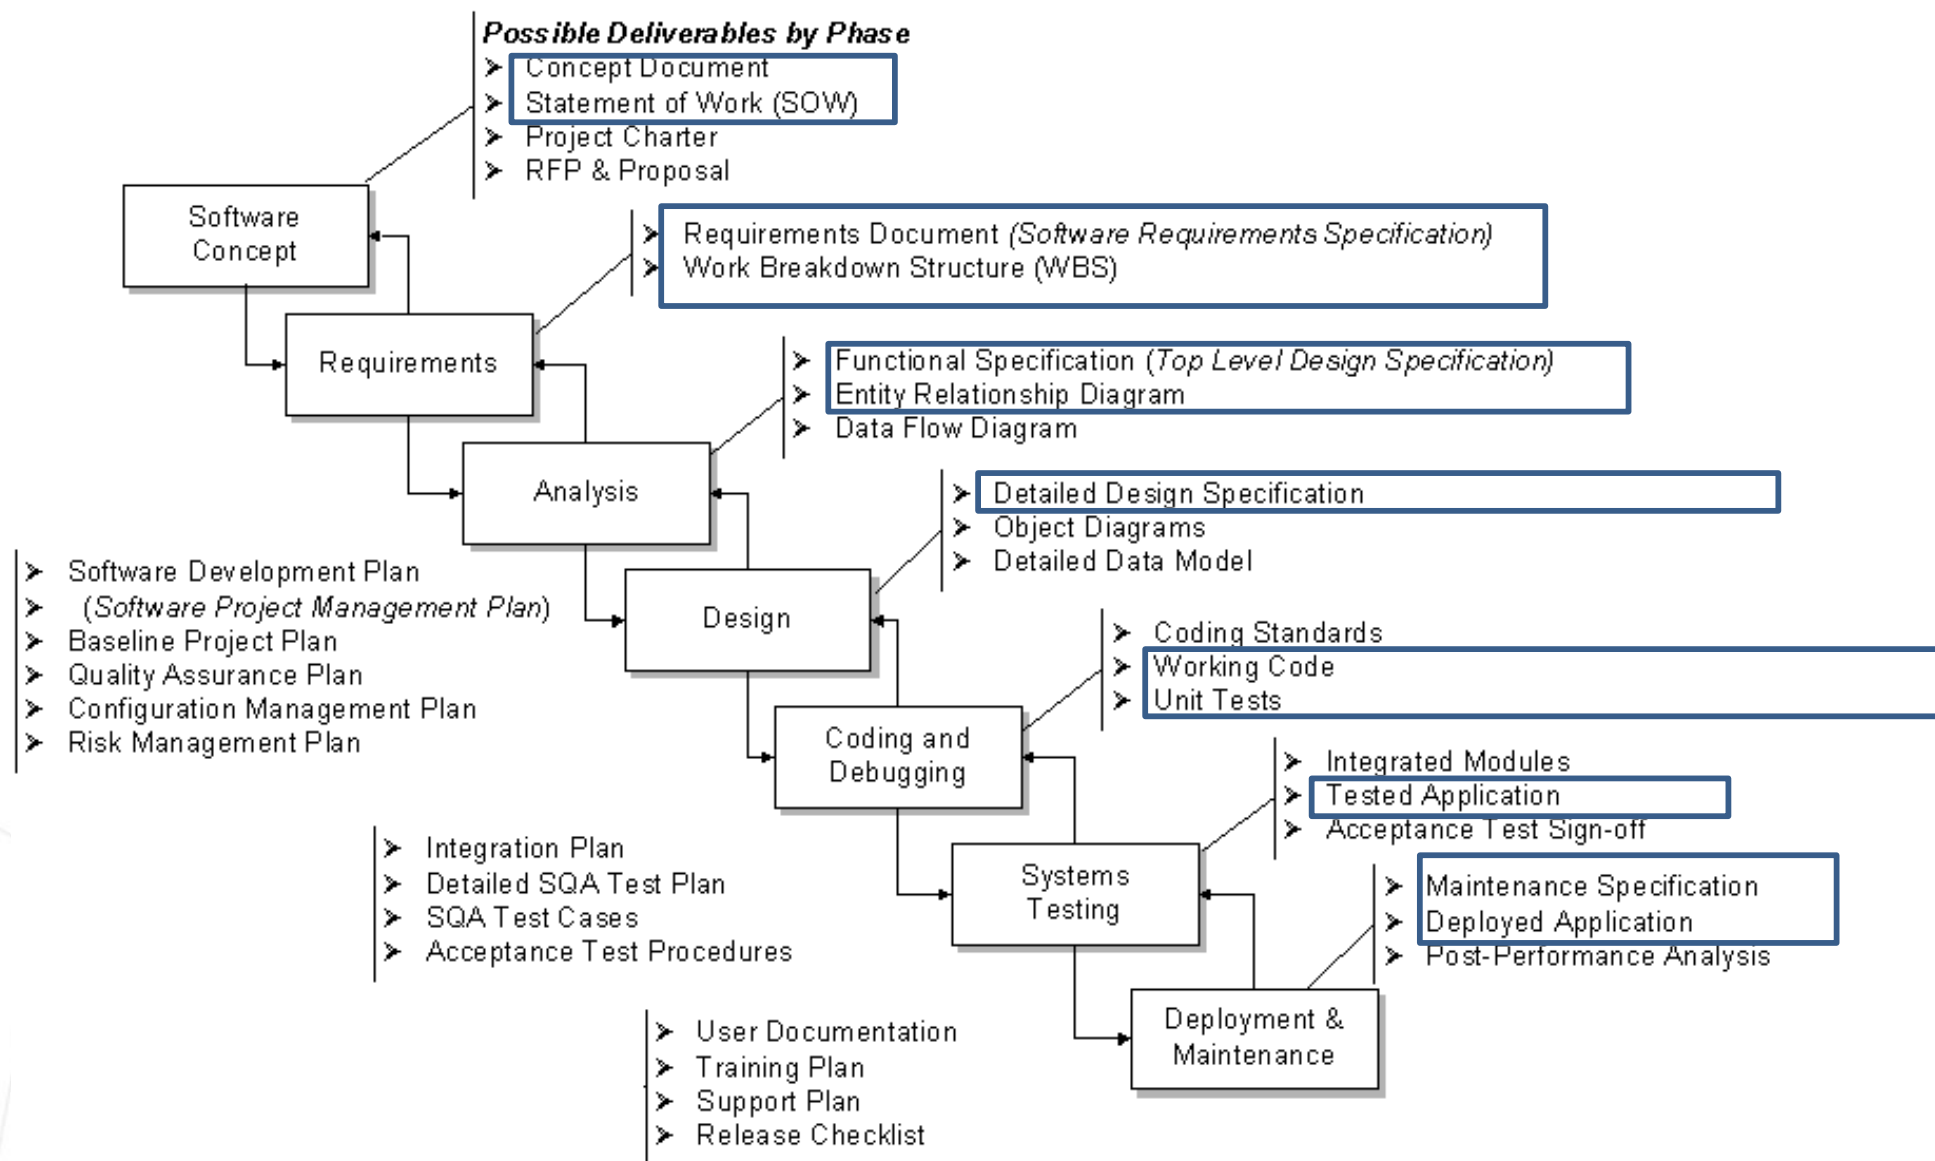 Possible Deliverables by Phase
Concept Document
Statement of Work (SOW)
Project Charter
RFP & Proposal
Software
Concept
Requirements Document (Software Requirements Specification)
Work Breakdown Structure (WBS)
Requirements
Functional Specification (Top Level Design Specification)
Entity Relationship Diagram
Data Flow Diagram
Analysis
Detailed Design Specification
Object Diagrams
Detailed Data Model
Software Development Plan
(Software Project Management Plan)
Baseline Project Plan
Quality Assurance Plan
Configuration Management Plan
Risk Management Plan
Design
Coding Standards
Working Code
Unit Tests
Coding and
Debugging
Integrated Modules
Tested Application
Acceptance Test Sign-off
Integration Plan
Detailed SQA Test Plan
SQA Test Cases
Acceptance Test Procedures
Systems
Testing
Maintenance Specification
Deployed Application
Post-Performance Analysis
Deployment &
Maintenance
User Documentation
Training Plan
Support Plan
Release Checklist